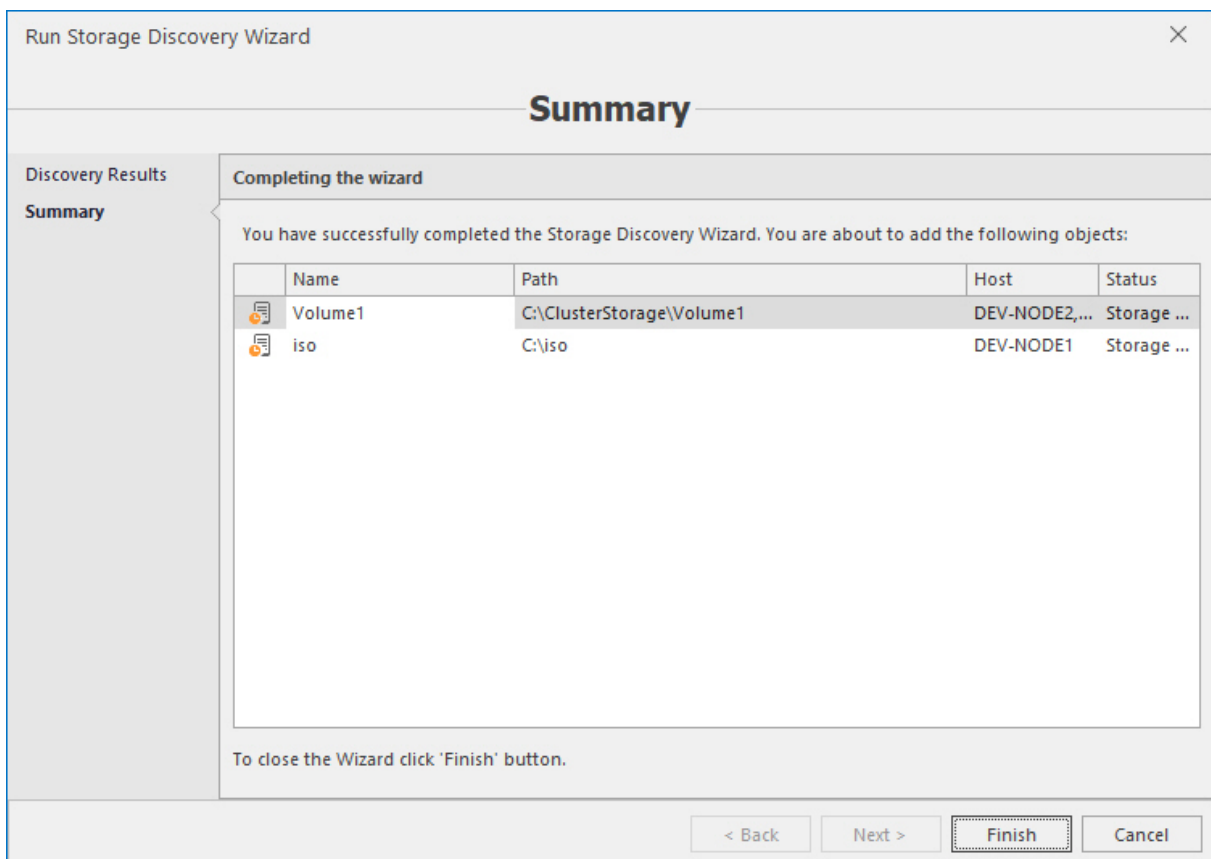 Run Storage Discovery Wizard
Summary
Discovery Results
Summary
Completing the wizard
You have successfully completed the Storage Discovery Wizard. You are about to add the following objects:
Name Path Host Status
Volume1 C:\ClusterStorage\Volume1 DEV-NODE2,... Storage ...
iso C:\iso DEV-NODE1 Storage ...
To close the Wizard click 'Finish' button.
< Back Next > Finish Cancel